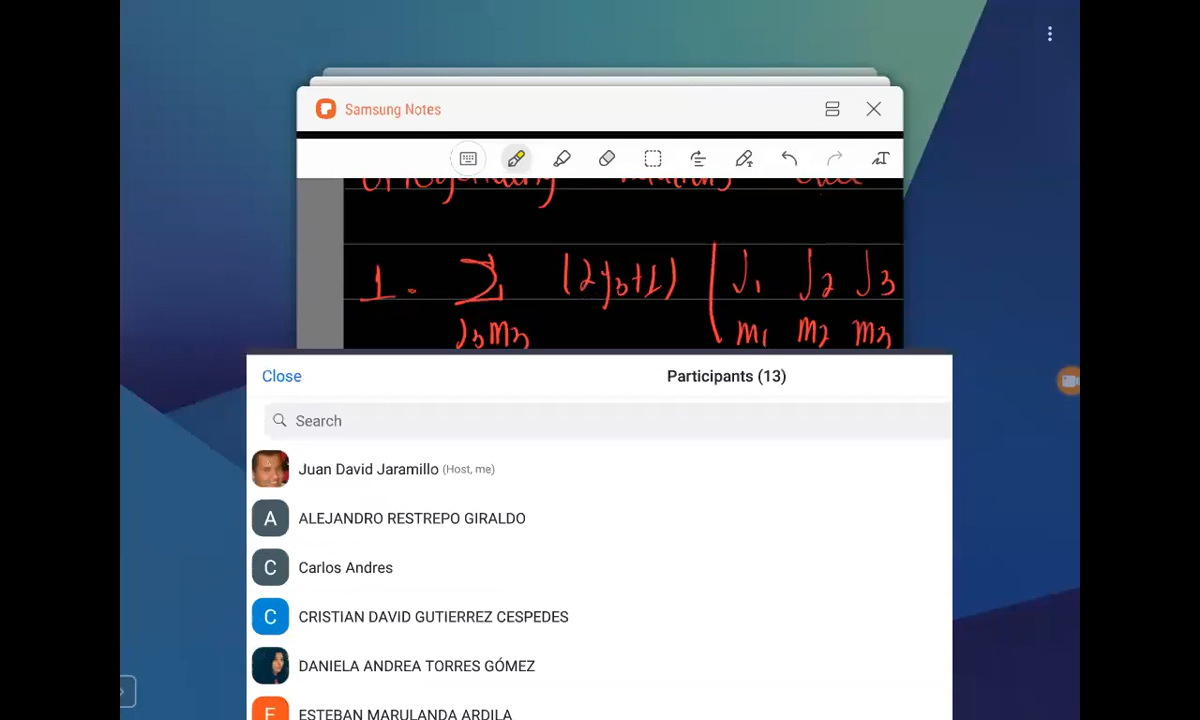 Samsung Notes
1. Σ (2j3+1) ( j1 j2 j3
j3m3 m1 m2 m3
Close Participants (13)
Search
Juan David Jaramillo (Host, me)
A ALEJANDRO RESTREPO GIRALDO
C Carlos Andres
C CRISTIAN DAVID GUTIERREZ CESPEDES
DANIELA ANDREA TORRES GÓMEZ
E ESTEBAN MARULANDA ARDILA